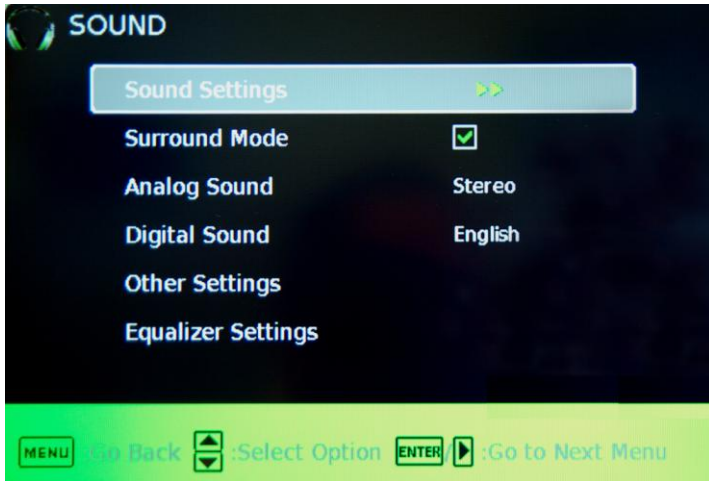 SOUND
Sound Settings
Surround Mode
Analog Sound Stereo
Digital Sound English
Other Settings
Equalizer Settings
MENU :Go Back :Select Option ENTER / :Go to Next Menu